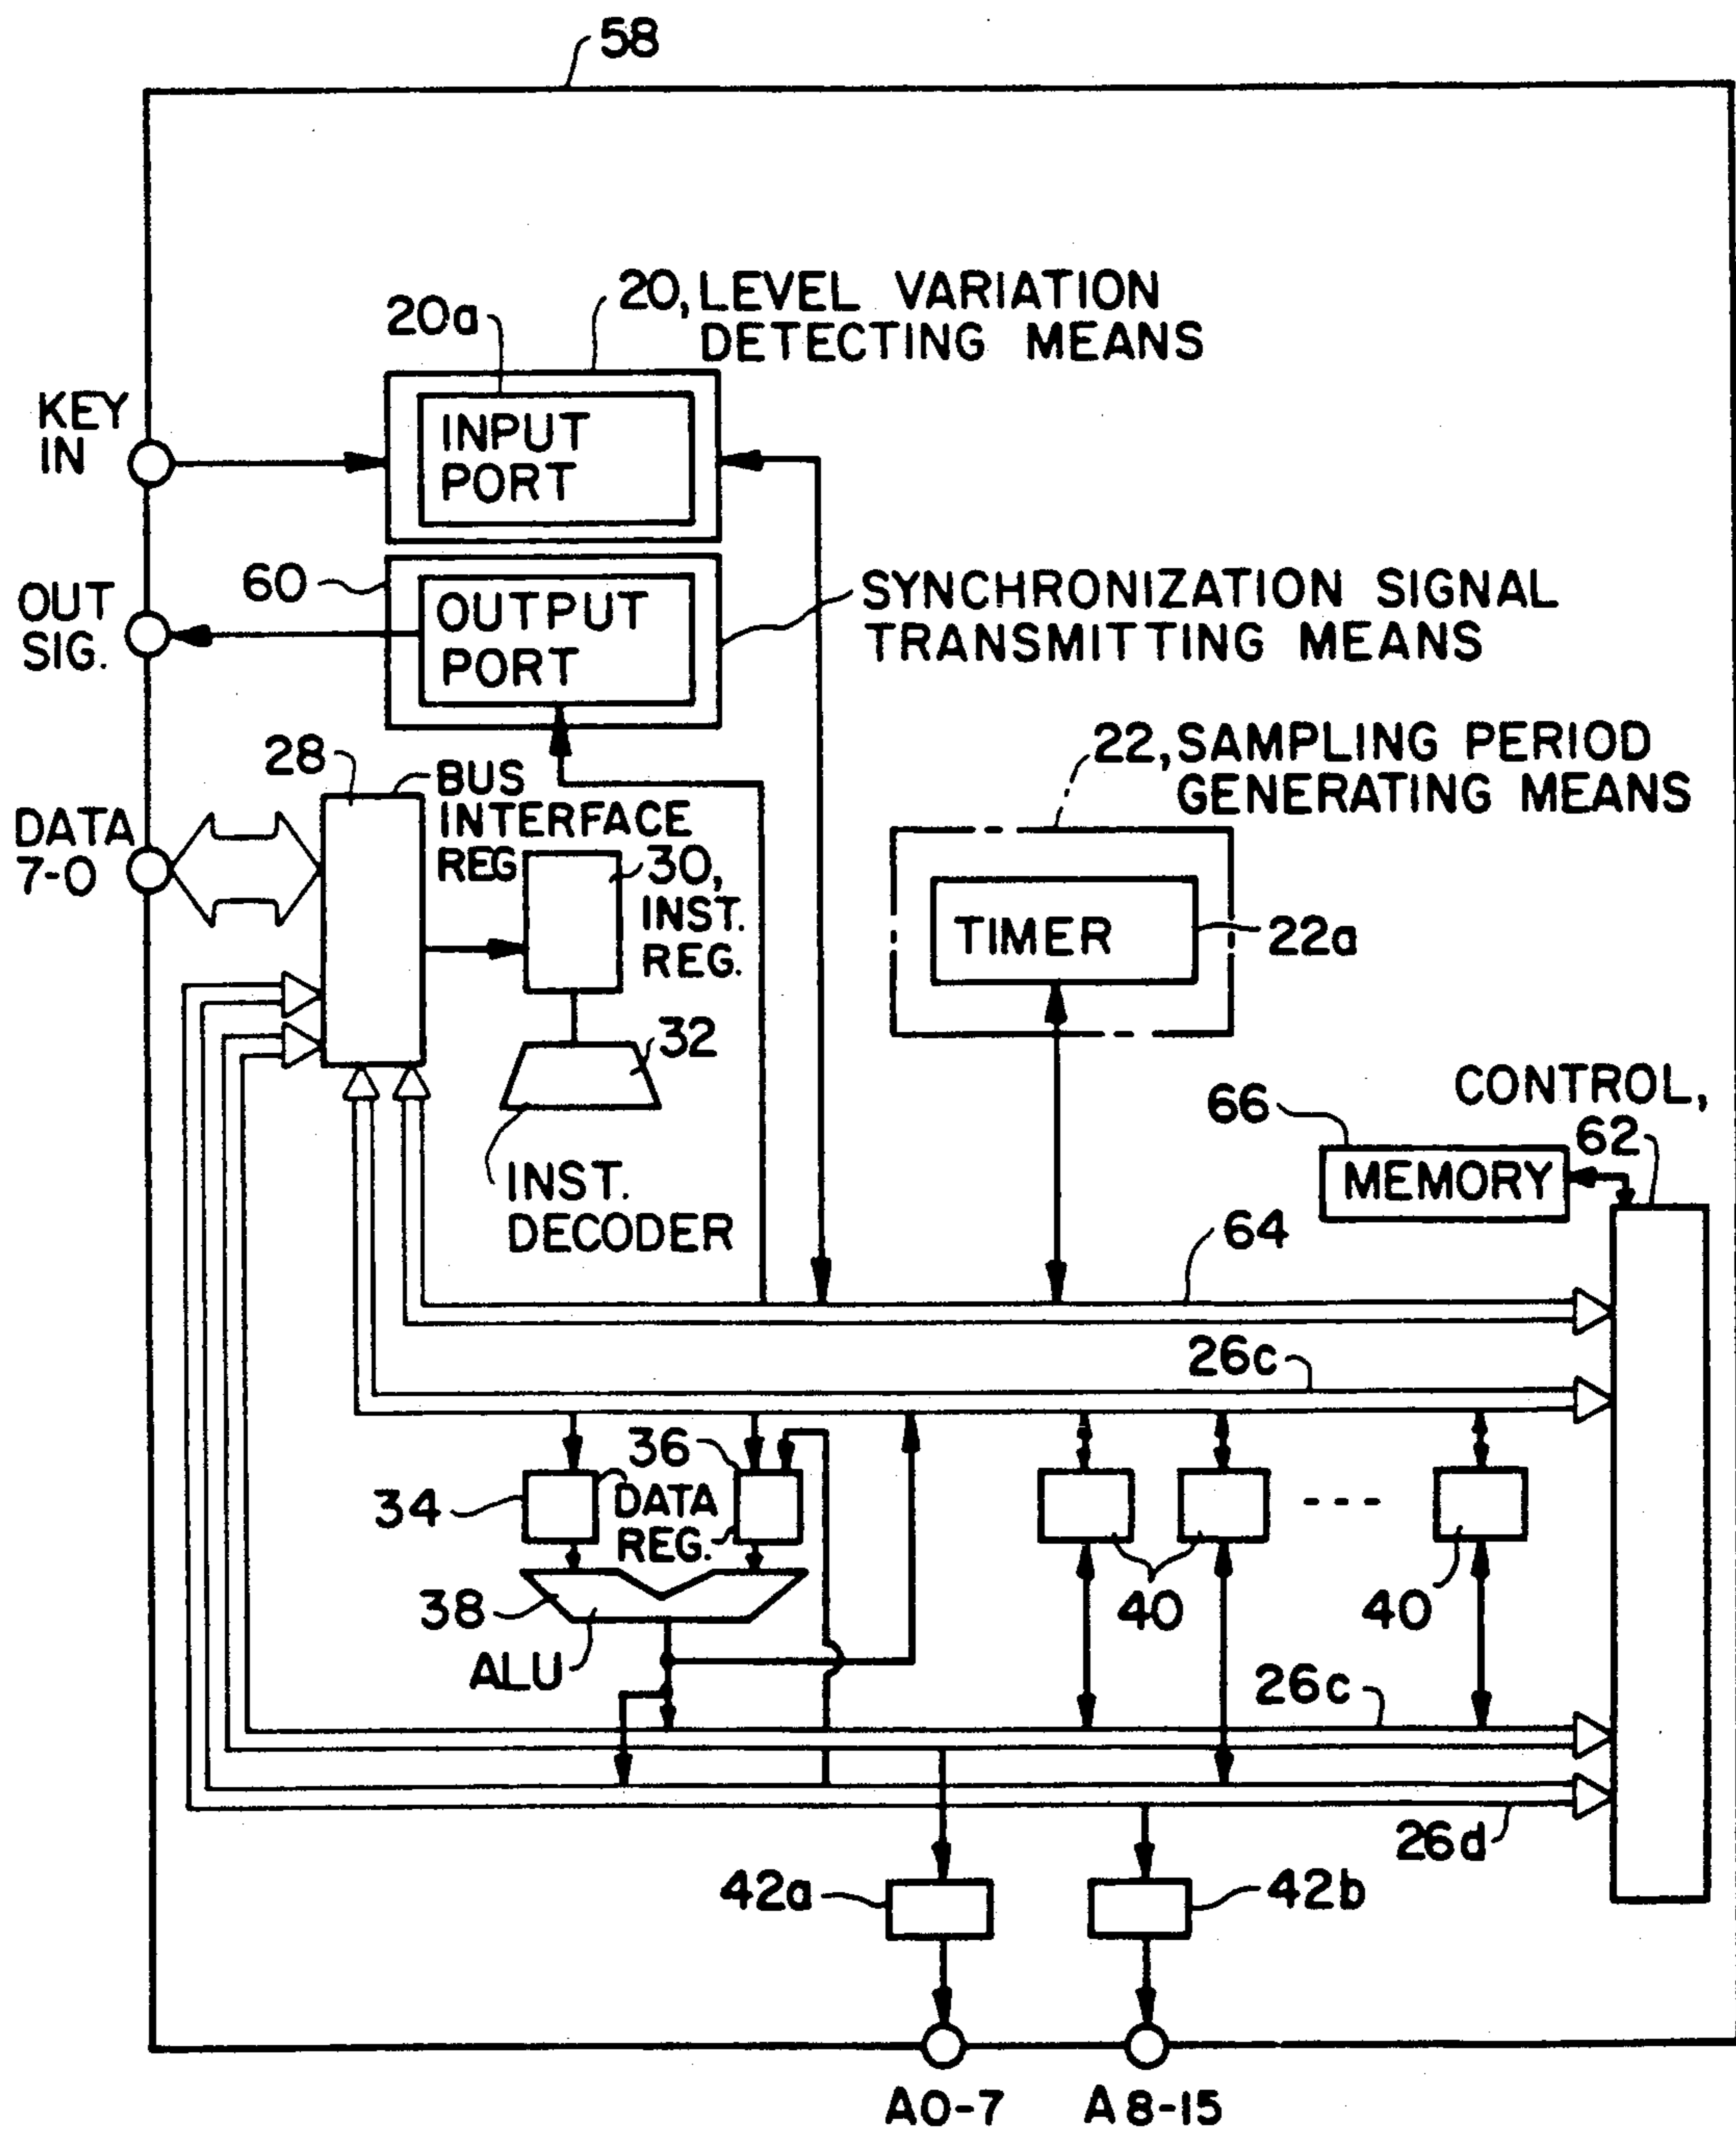 58
20, LEVEL VARIATION
DETECTING MEANS
20a
KEY
IN
INPUT
PORT
60
OUT
SIG.
OUTPUT
PORT
SYNCHRONIZATION SIGNAL
TRANSMITTING MEANS
22, SAMPLING PERIOD
GENERATING MEANS
28
BUS
INTERFACE
REG
DATA
7-0
30,
INST.
REG.
TIMER
22a
32
INST.
DECODER
CONTROL,
62
66
MEMORY
64
26c
36
34
DATA
REG.
38
ALU
40
40
26c
26d
42a
42b
A0-7
A8-15